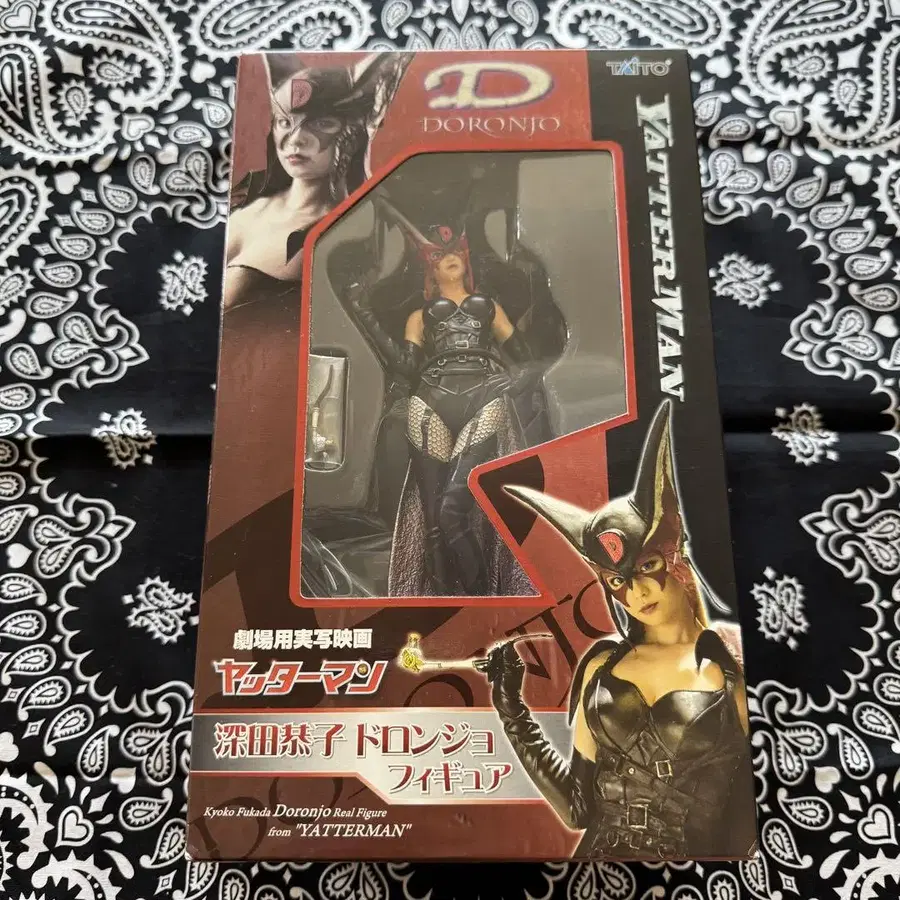 D
DORONJO
TAITO
YATTERMAN
D
D
劇場用実写映画
ヤッターマン
深田恭子 ドロンジョ
フィギュア
Kyoko Fukada Doronjo Real Figure
from "YATTERMAN"
DORONJO